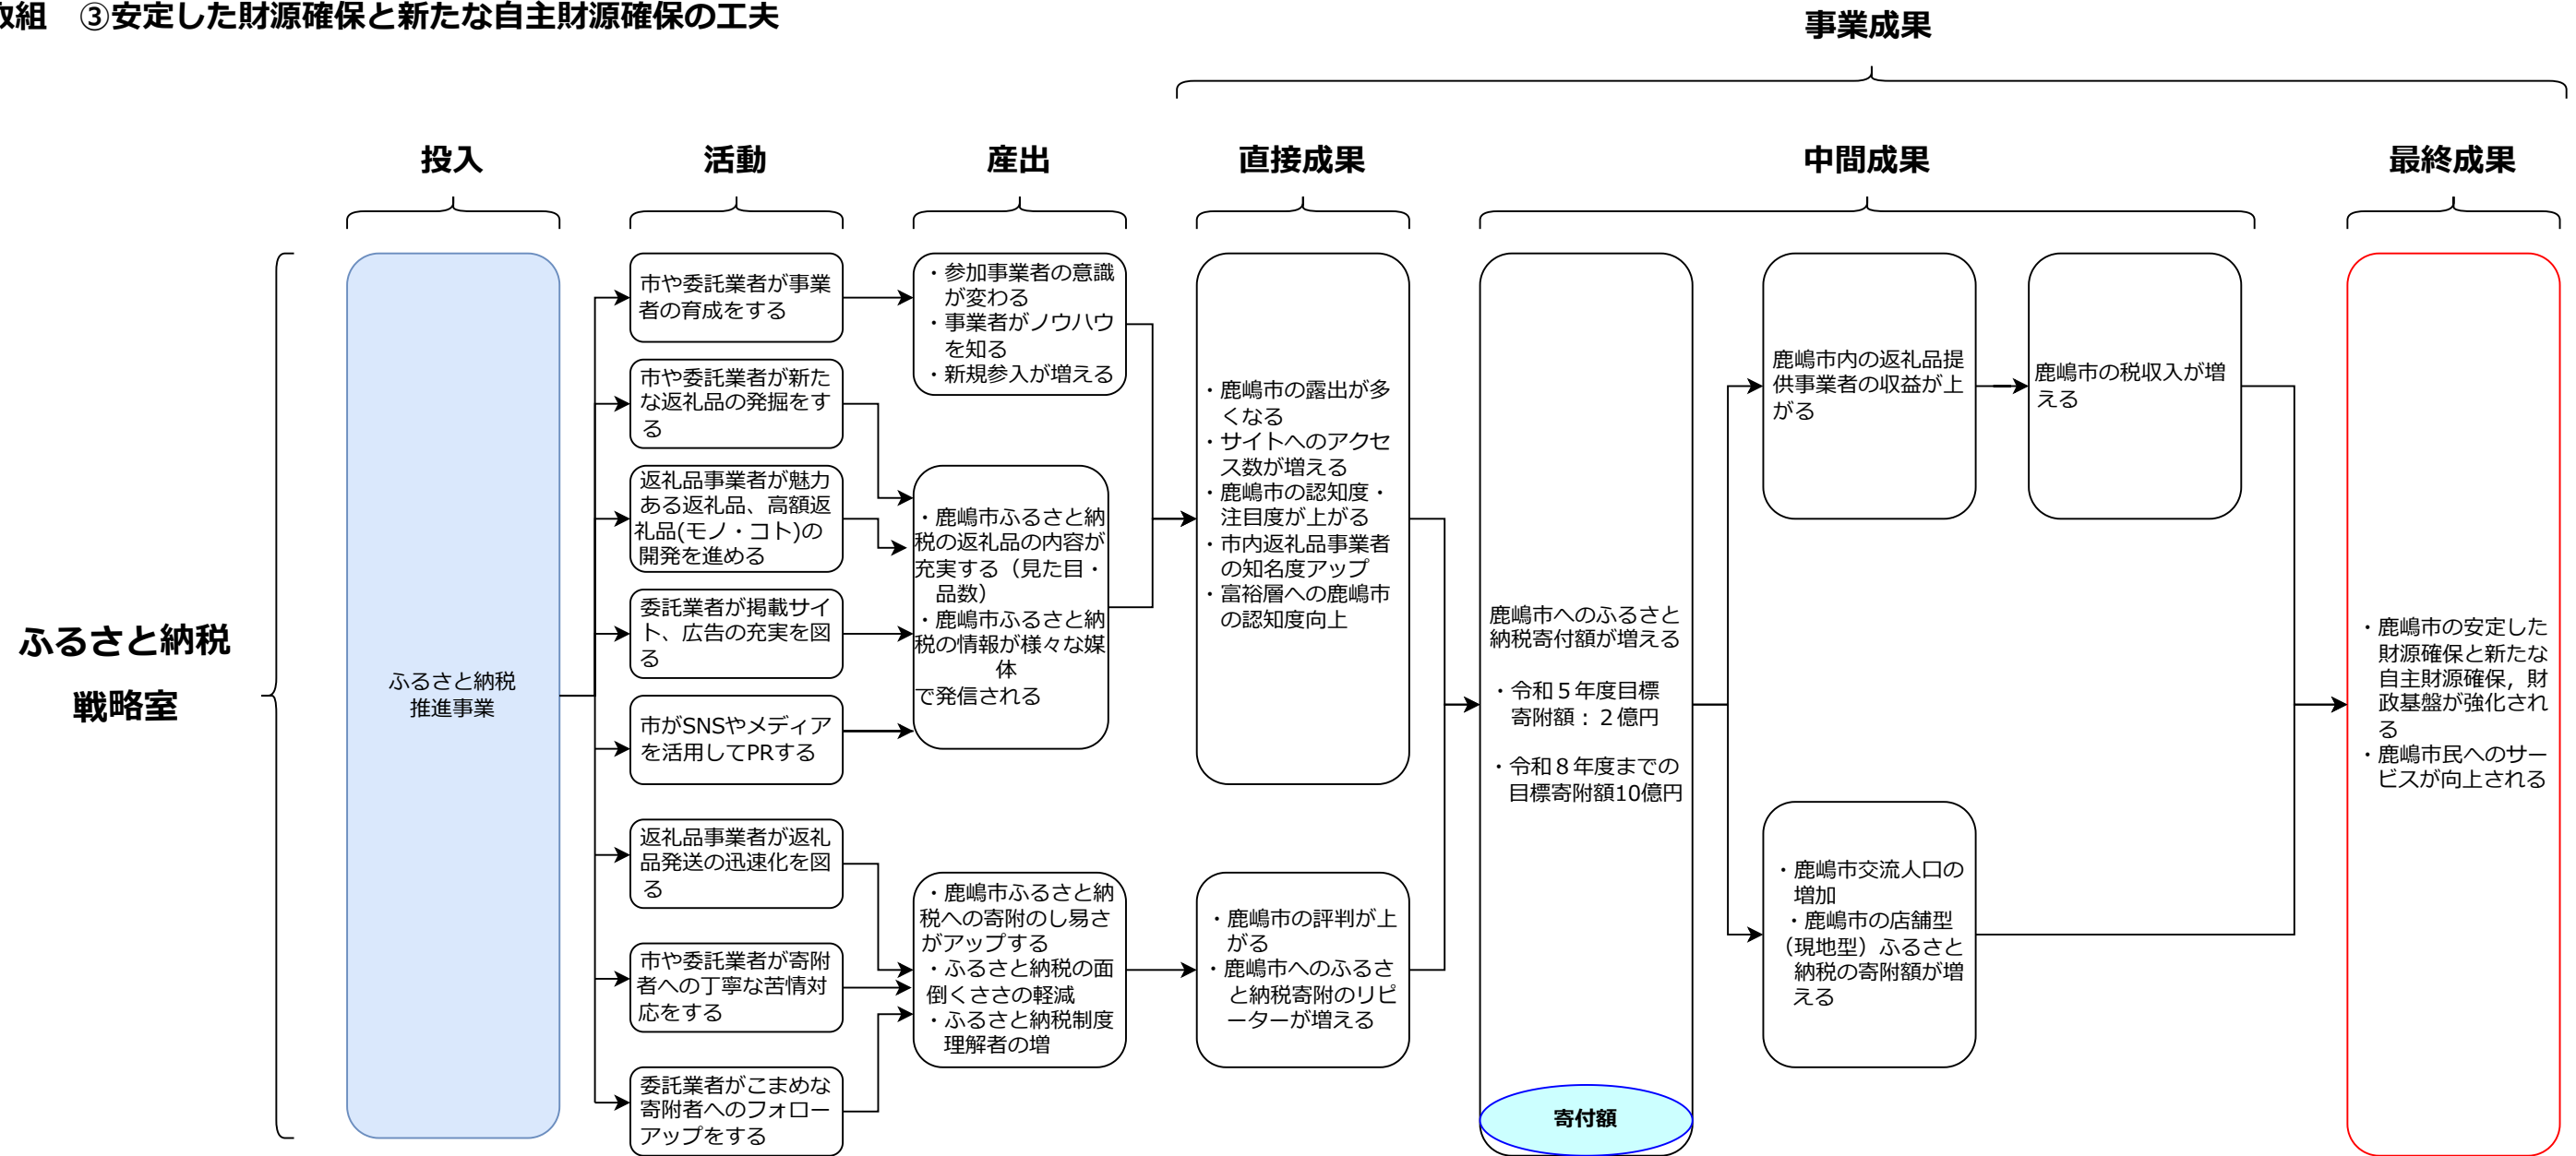 取組　③安定した財源確保と新たな自主財源確保の工夫
事業成果
投入
活動
産出
直接成果
中間成果
最終成果
ふるさと納税
戦略室
ふるさと納税
推進事業
市や委託業者が事業
者の育成をする
市や委託業者が新た
な返礼品の発掘をす
る
返礼品事業者が魅力
ある返礼品、高額返
礼品(モノ・コト)の
開発を進める
委託業者が掲載サイ
ト、広告の充実を図
る
市がSNSやメディア
を活用してPRする
返礼品事業者が返礼
品発送の迅速化を図
る
市や委託業者が寄附
者への丁寧な苦情対
応をする
委託業者がこまめな
寄附者へのフォロー
アップをする
・参加事業者の意識
が変わる
・事業者がノウハウ
を知る
・新規参入が増える
・鹿嶋市ふるさと納
税の返礼品の内容が
充実する（見た目・
品数）
・鹿嶋市ふるさと納
税の情報が様々な媒
体
で発信される
・鹿嶋市ふるさと納
税への寄附のし易さ
がアップする
・ふるさと納税の面
倒くささの軽減
・ふるさと納税制度
理解者の増
・鹿嶋市の露出が多
くなる
・サイトへのアクセ
ス数が増える
・鹿嶋市の認知度・
注目度が上がる
・市内返礼品事業者
の知名度アップ
・富裕層への鹿嶋市
の認知度向上
・鹿嶋市の評判が上
がる
・鹿嶋市へのふるさ
と納税寄附のリピ
ーターが増える
鹿嶋市へのふるさと
納税寄付額が増える
・令和５年度目標
寄附額：２億円
・令和８年度までの
目標寄附額10億円
寄付額
鹿嶋市内の返礼品提
供事業者の収益が上
がる
鹿嶋市の税収入が増
える
・鹿嶋市交流人口の
増加
・鹿嶋市の店舗型
（現地型）ふるさと
納税の寄附額が増
える
・鹿嶋市の安定した
財源確保と新たな
自主財源確保，財
政基盤が強化され
る
・鹿嶋市民へのサー
ビスが向上される